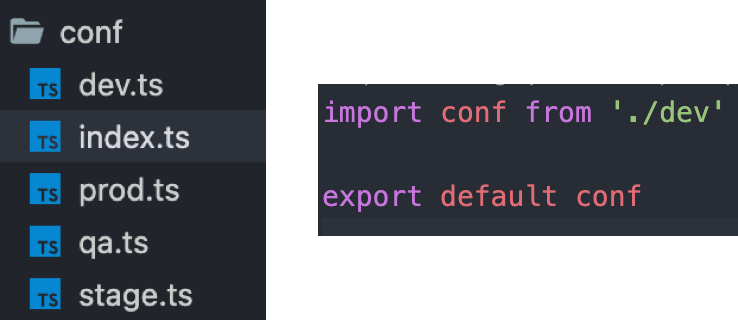 conf
TS dev.ts
TS index.ts
TS prod.ts
TS qa.ts
TS stage.ts
import conf from './dev'
export default conf